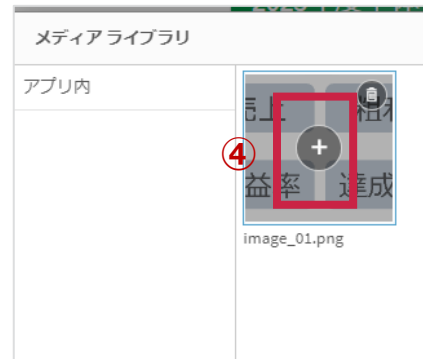 メディア ライブラリ
アプリ内
売上
粗利
④
益率
達成
image_01.png